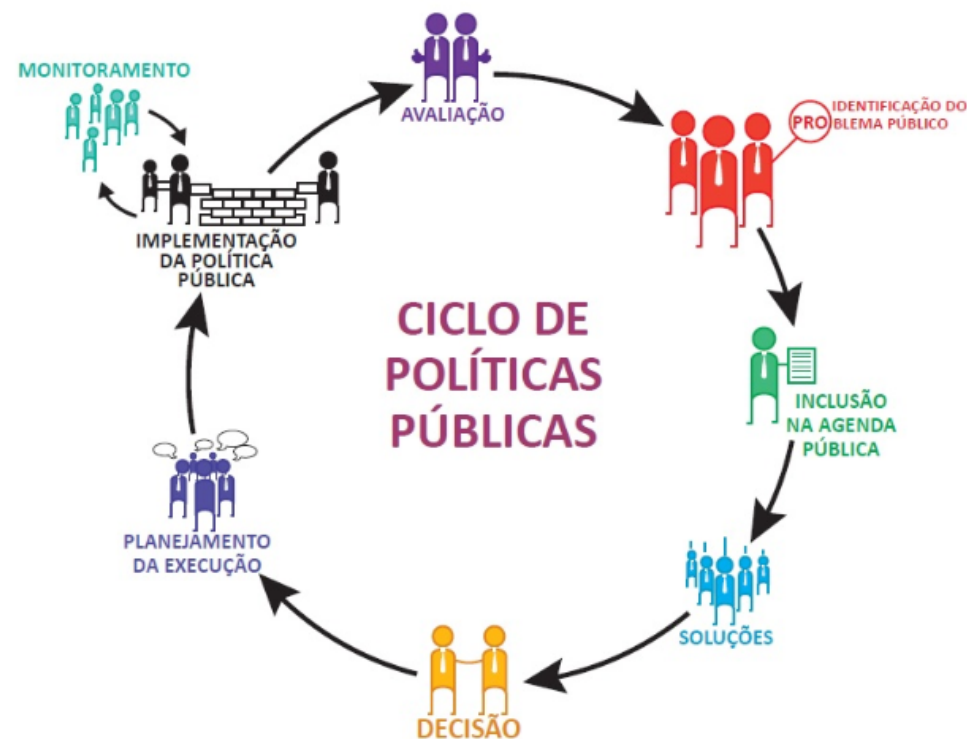 MONITORAMENTO
AVALIAÇÃO
IDENTIFICAÇÃO DO
PRO BLEMA PÚBLICO
IMPLEMENTAÇÃO
DA POLÍTICA
PÚBLICA
CICLO DE
POLÍTICAS
PÚBLICAS
INCLUSÃO
NA AGENDA
PÚBLICA
PLANEJAMENTO
DA EXECUÇÃO
SOLUÇÕES
DECISÃO